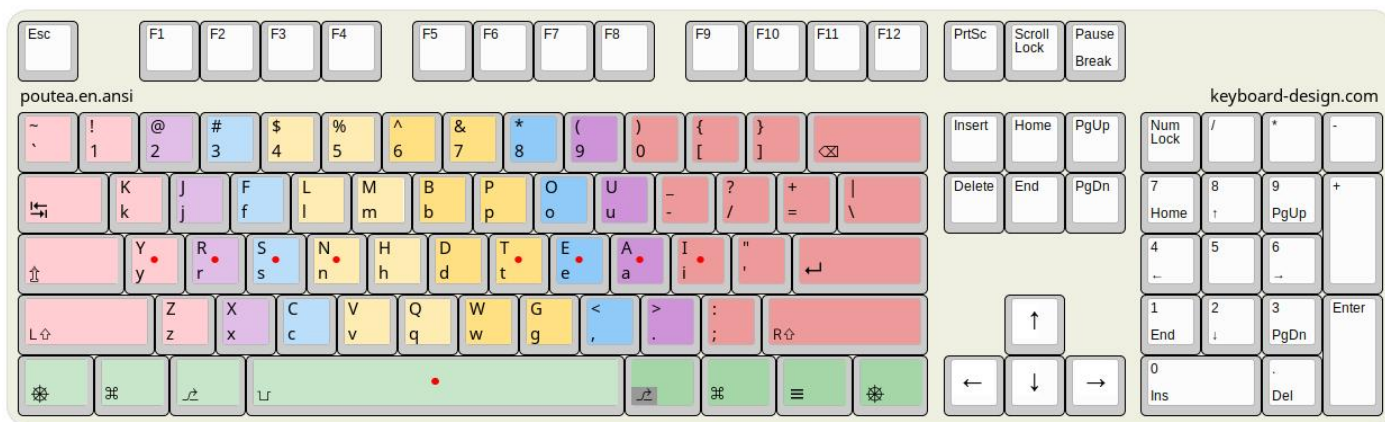 Esc F1 F2 F3 F4 F5 F6 F7 F8 F9 F10 F11 F12 PrtSc Scroll Lock Pause Break
poutea.en.ansi keyboard-design.com
~ ! @ # $ % ^ & * ( ) { } Insert Home PgUp Num Lock / * -
` 1 2 3 4 5 6 7 8 9 0 [ ] ⌫
K J F L M B P O U _ ? + | Delete End PgDn 7 8 9 +
↹ k j f l m b p o u - / = \ Home ↑ PgUp
Y R S N H D T E A I " 4 5 6
⇫ y r s n h d t e a i ' ↵ ← →
Z X C V Q W G < > : ↑ 1 2 3 Enter
L⇧ z x c v q w g , . ; R⇧ End ↓ PgDn
⎈ ⌘ ⎇ ⌴ ⎇ ⌘ ≡ ⎈ ← ↓ → 0 .
Ins Del